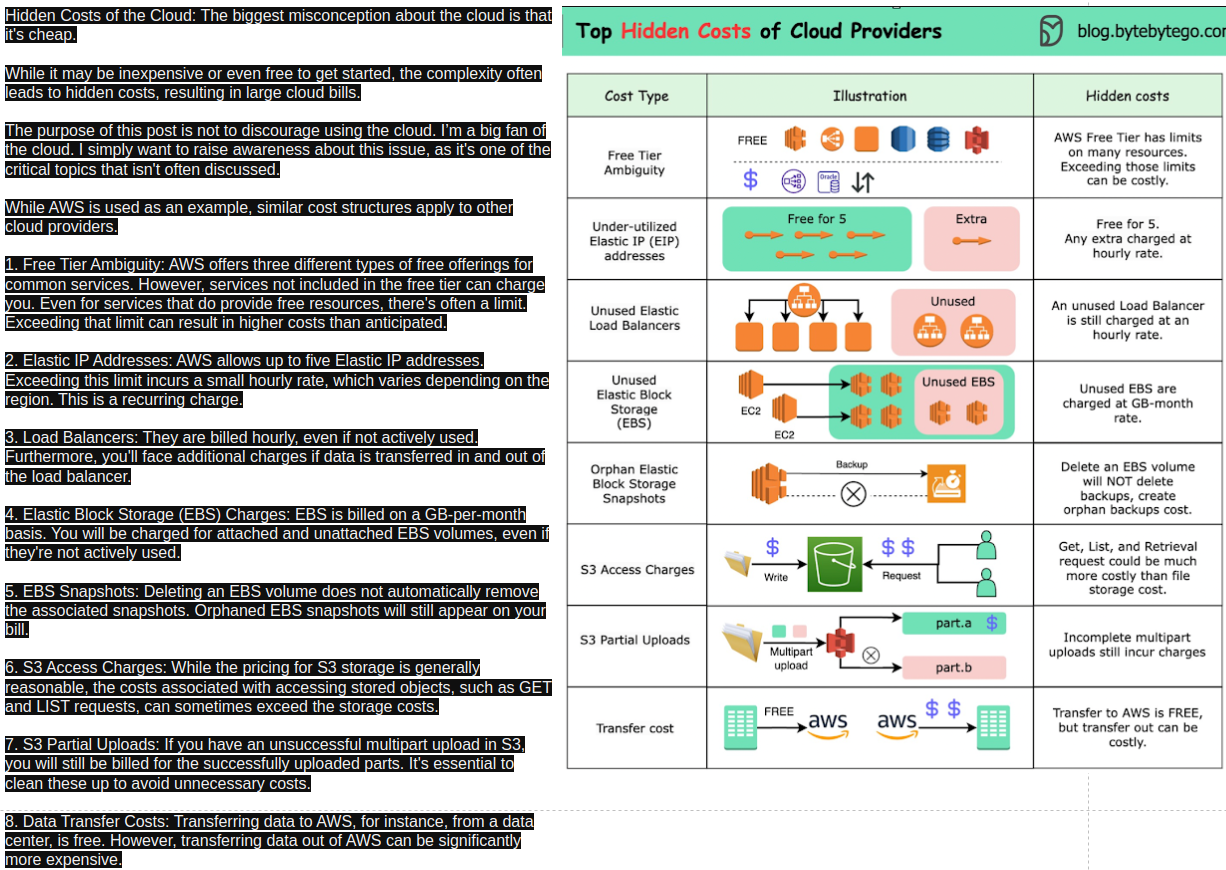 Hidden Costs of the Cloud: The biggest misconception about the cloud is that
it's cheap.
While it may be inexpensive or even free to get started, the complexity often
leads to hidden costs, resulting in large cloud bills.
The purpose of this post is not to discourage using the cloud. I'm a big fan of
the cloud. I simply want to raise awareness about this issue, as it's one of the
critical topics that isn't often discussed.
While AWS is used as an example, similar cost structures apply to other
cloud providers.
1. Free Tier Ambiguity: AWS offers three different types of free offerings for
common services. However, services not included in the free tier can charge
you. Even for services that do provide free resources, there's often a limit.
Exceeding that limit can result in higher costs than anticipated.
2. Elastic IP Addresses: AWS allows up to five Elastic IP addresses.
Exceeding this limit incurs a small hourly rate, which varies depending on the
region. This is a recurring charge.
3. Load Balancers: They are billed hourly, even if not actively used.
Furthermore, you'll face additional charges if data is transferred in and out of
the load balancer.
4. Elastic Block Storage (EBS) Charges: EBS is billed on a GB-per-month
basis. You will be charged for attached and unattached EBS volumes, even if
they're not actively used.
5. EBS Snapshots: Deleting an EBS volume does not automatically remove
the associated snapshots. Orphaned EBS snapshots will still appear on your
bill.
6. S3 Access Charges: While the pricing for S3 storage is generally
reasonable, the costs associated with accessing stored objects, such as GET
and LIST requests, can sometimes exceed the storage costs.
7. S3 Partial Uploads: If you have an unsuccessful multipart upload in S3,
you will still be billed for the successfully uploaded parts. It's essential to
clean these up to avoid unnecessary costs.
8. Data Transfer Costs: Transferring data to AWS, for instance, from a data
center, is free. However, transferring data out of AWS can be significantly
more expensive.
Top Hidden Costs of Cloud Providers
blog.bytebytego.com
Cost Type
Illustration
Hidden costs
Free Tier
Ambiguity
FREE
$
Oracle
AWS Free Tier has limits
on many resources.
Exceeding those limits
can be costly.
Under-utilized
Elastic IP (EIP)
addresses
Free for 5
Extra
Free for 5.
Any extra charged at
hourly rate.
Unused Elastic
Load Balancers
Unused
An unused Load Balancer
is still charged at an
hourly rate.
Unused
Elastic Block
Storage
(EBS)
EC2
EC2
Unused EBS
Unused EBS are
charged at GB-month
rate.
Orphan Elastic
Block Storage
Snapshots
Backup
Delete an EBS volume
will NOT delete
backups, create
orphan backups cost.
S3 Access Charges
$
Write
$ $
Request
Get, List, and Retrieval
request could be much
more costly than file
storage cost.
S3 Partial Uploads
Multipart
upload
part.a $
part.b
Incomplete multipart
uploads still incur charges
Transfer cost
FREE
aws
aws
$ $
Transfer to AWS is FREE,
but transfer out can be
costly.